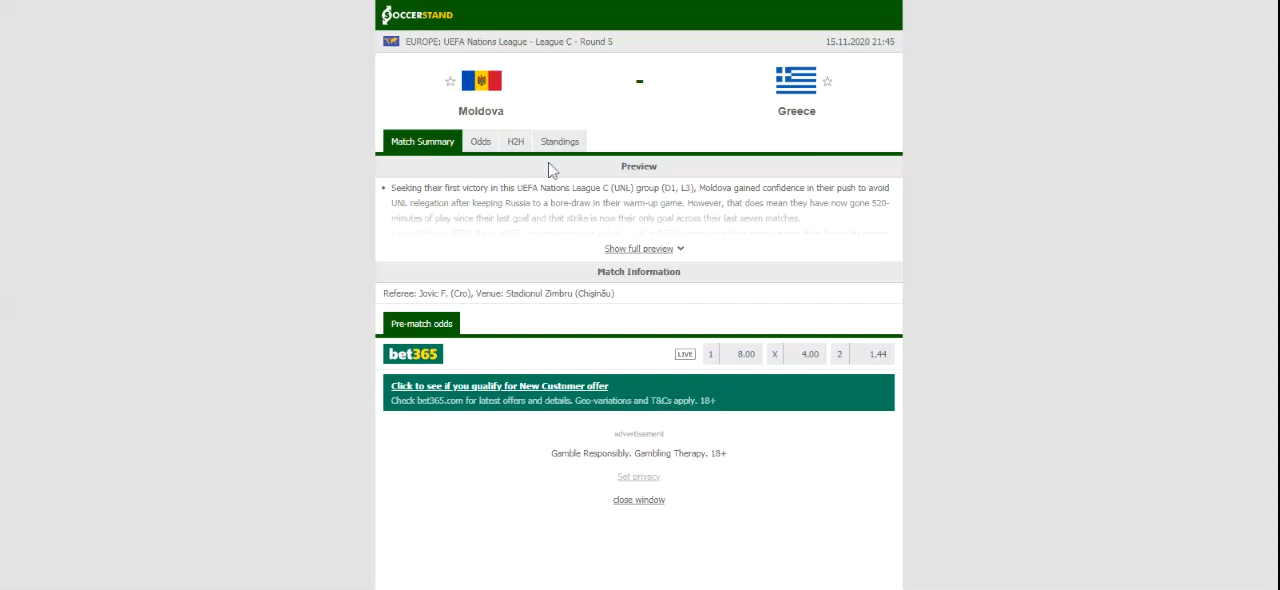 SOCCERSTAND
EUROPE: UEFA Nations League - League C - Round 5 15.11.2020 21:45
-
Moldova Greece
Match Summary Odds H2H Standings
Preview
• Seeking their first victory in this UEFA Nations League C (UNL) group (D1, L3), Moldova gained confidence in their push to avoid
UNL relegation after keeping Russia to a bore-draw in their warm-up game. However, that does mean they have now gone 520-
minutes of play since their last goal and that strike is now their only goal across their last seven matches.
Show full preview
Match Information
Referee: Jovic F. (Cro), Venue: Stadionul Zimbru (Chişinău)
Pre-match odds
bet365 LIVE 1 8.00 X 4.00 2 1.44
Click to see if you qualify for New Customer offer
Check bet365.com for latest offers and details. Geo-variations and T&Cs apply. 18+
advertisement
Gamble Responsibly. Gambling Therapy. 18+
Set privacy
close window